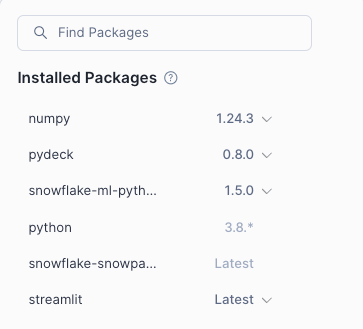 Find Packages
Installed Packages ?
numpy 1.24.3
pydeck 0.8.0
snowflake-ml-pyth... 1.5.0
python 3.8.*
snowflake-snowpa... Latest
streamlit Latest